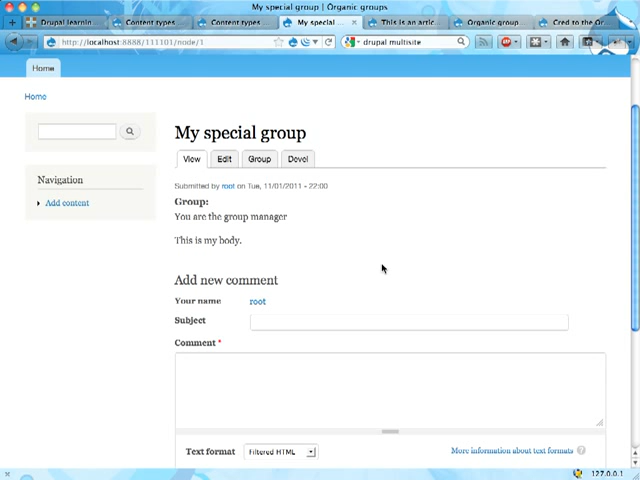 My special group | Organic groups
Drupal learnin...
Content types ...
Content types ...
My special ...
This is an artic...
Organic group...
Cred to the Or...
http://localhost:8888/111101/node/1
drupal multisite
Home
Home
My special group
View Edit Group Devel
Navigation
Add content
Submitted by root on Tue, 11/01/2011 - 22:00
Group:
You are the group manager
This is my body.
Add new comment
Your name root
Subject
Comment *
Text format Filtered HTML
More information about text formats
127.0.0.1